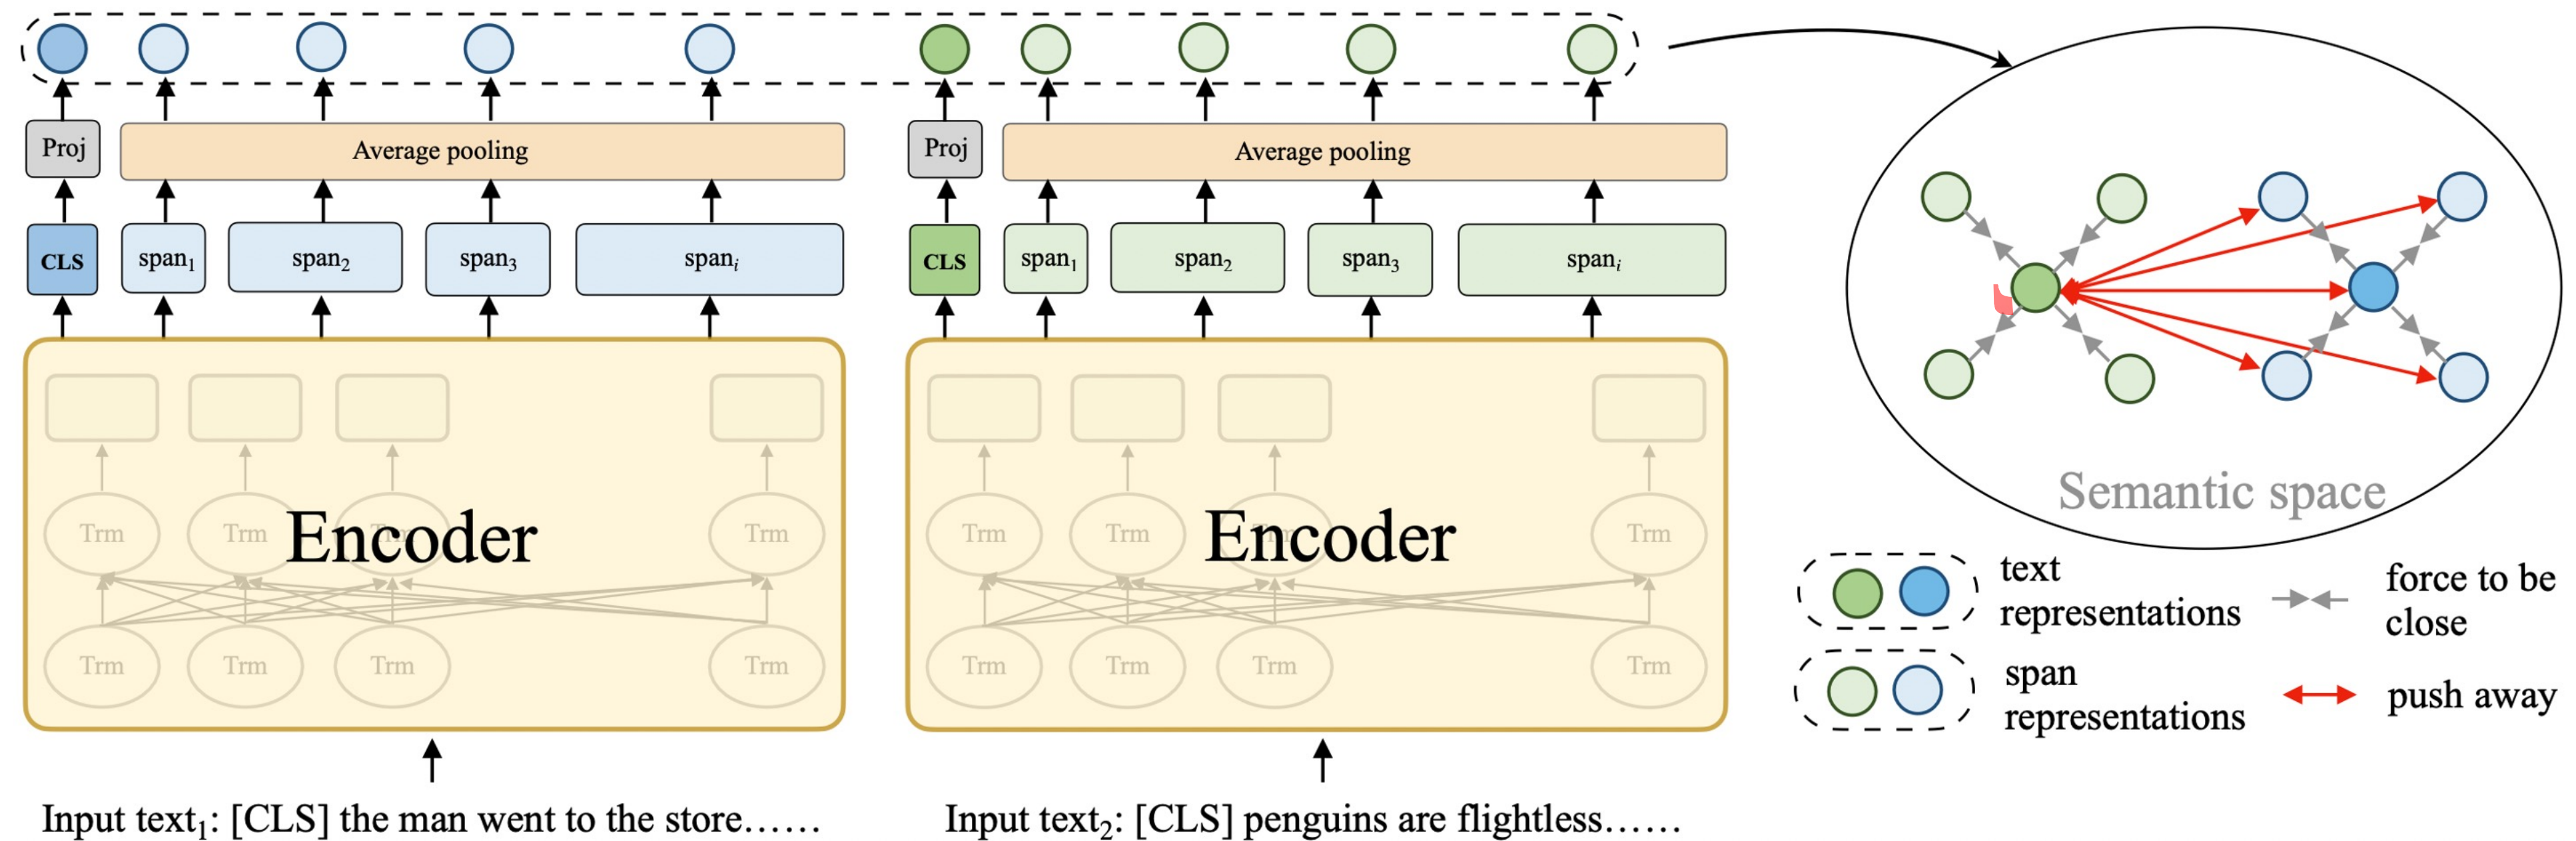 Proj
Average pooling
Proj
Average pooling
CLS
span1
span2
span3
spani
CLS
span1
span2
span3
spani
Encoder
Trm
Trm
Trm
Trm
Trm
Trm
Trm
Trm
Encoder
Trm
Trm
Trm
Trm
Trm
Trm
Trm
Trm
Input text1: [CLS] the man went to the store……
Input text2: [CLS] penguins are flightless……
Semantic space
text
representations
force to be
close
span
representations
push away